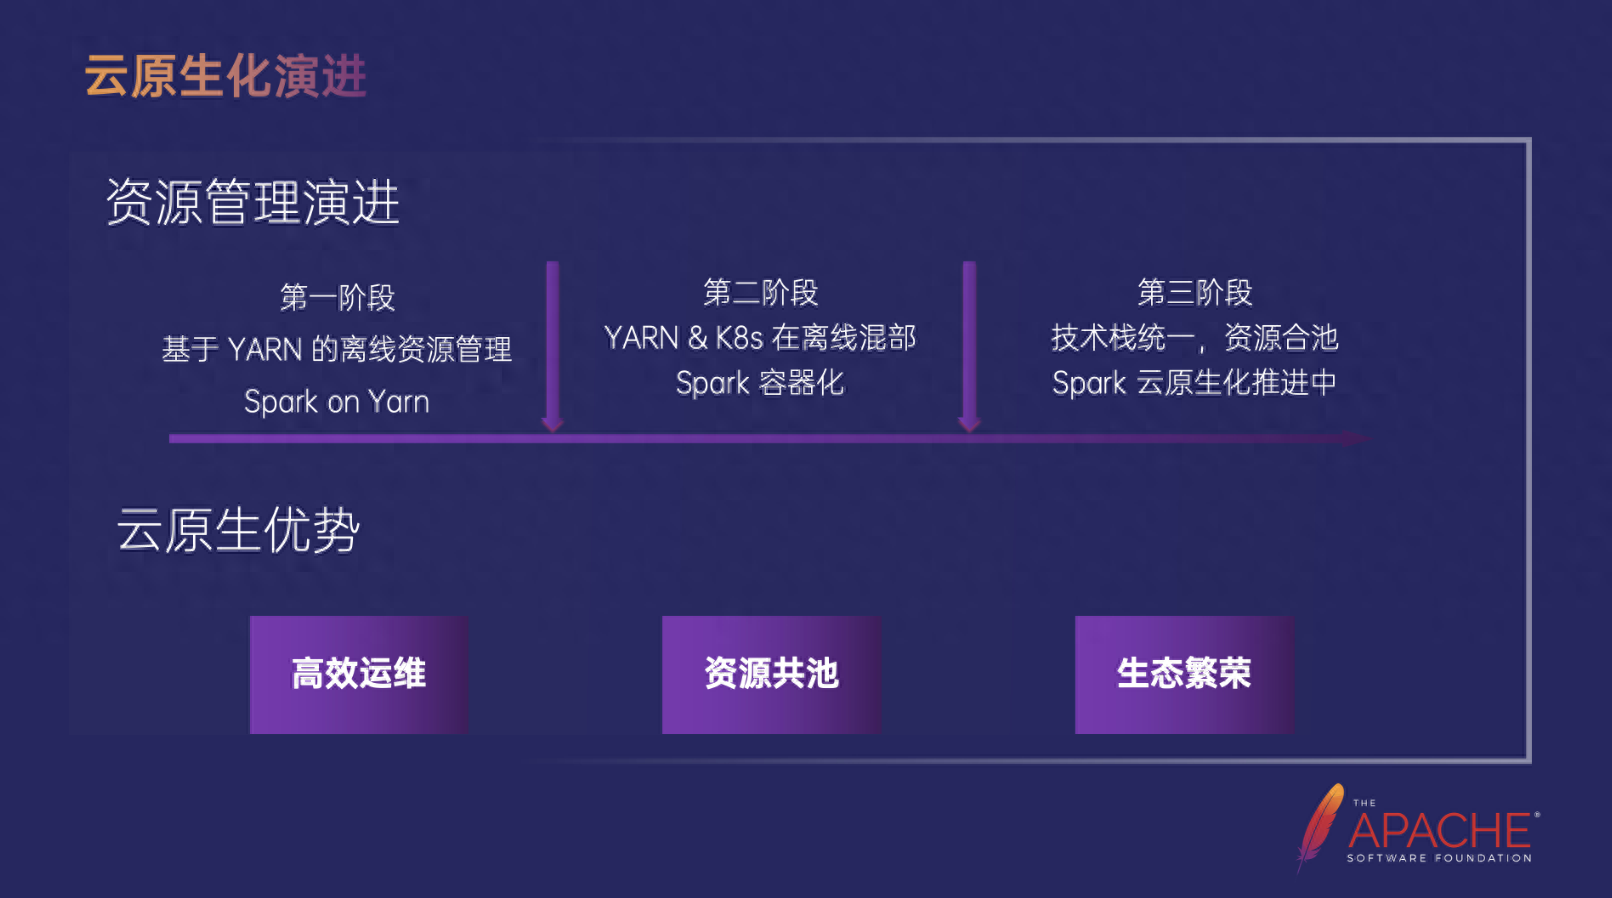 云原生化演进
资源管理演进
第一阶段
基于 YARN 的离线资源管理
Spark on Yarn
第二阶段
YARN & K8s 在离线混部
Spark 容器化
第三阶段
技术栈统一，资源合池
Spark 云原生化推进中
云原生优势
高效运维
资源共池
生态繁荣
THE
APACHE®
SOFTWARE FOUNDATION